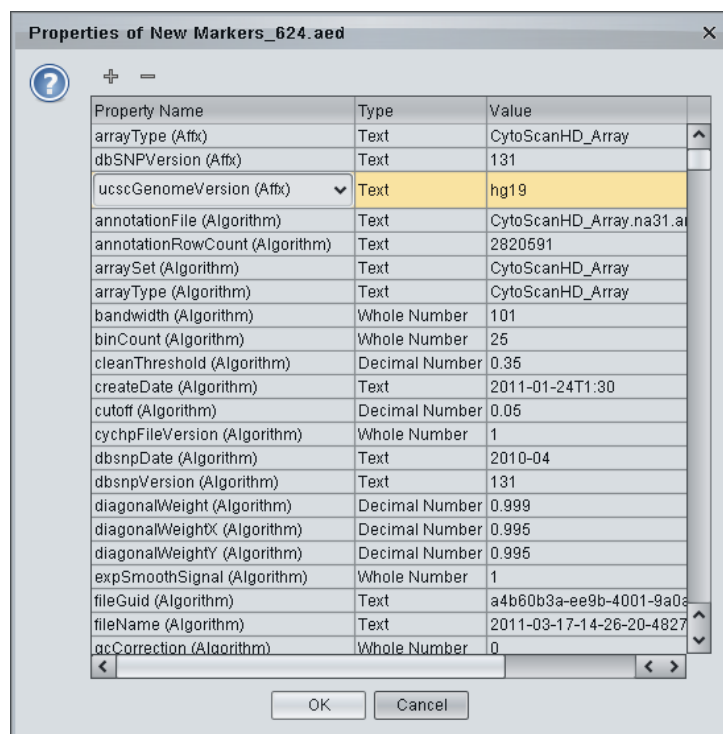 Properties of New Markers_624.aed
Property Name Type Value
arrayType (Affx) Text CytoScanHD_Array
dbSNPVersion (Affx) Text 131
ucscGenomeVersion (Affx) Text hg19
annotationFile (Algorithm) Text CytoScanHD_Array.na31.a
annotationRowCount (Algorithm) Text 2820591
arraySet (Algorithm) Text CytoScanHD_Array
arrayType (Algorithm) Text CytoScanHD_Array
bandwidth (Algorithm) Whole Number 101
binCount (Algorithm) Whole Number 25
cleanThreshold (Algorithm) Decimal Number 0.35
createDate (Algorithm) Text 2011-01-24T1:30
cutoff (Algorithm) Decimal Number 0.05
cychpFileVersion (Algorithm) Whole Number 1
dbsnpDate (Algorithm) Text 2010-04
dbsnpVersion (Algorithm) Text 131
diagonalWeight (Algorithm) Decimal Number 0.999
diagonalWeightX (Algorithm) Decimal Number 0.995
diagonalWeightY (Algorithm) Decimal Number 0.995
expSmoothSignal (Algorithm) Whole Number 1
fileGuid (Algorithm) Text a4b60b3a-ee9b-4001-9a0a
fileName (Algorithm) Text 2011-03-17-14-26-20-4827
gcCorrection (Algorithm) Whole Number 0
OK Cancel